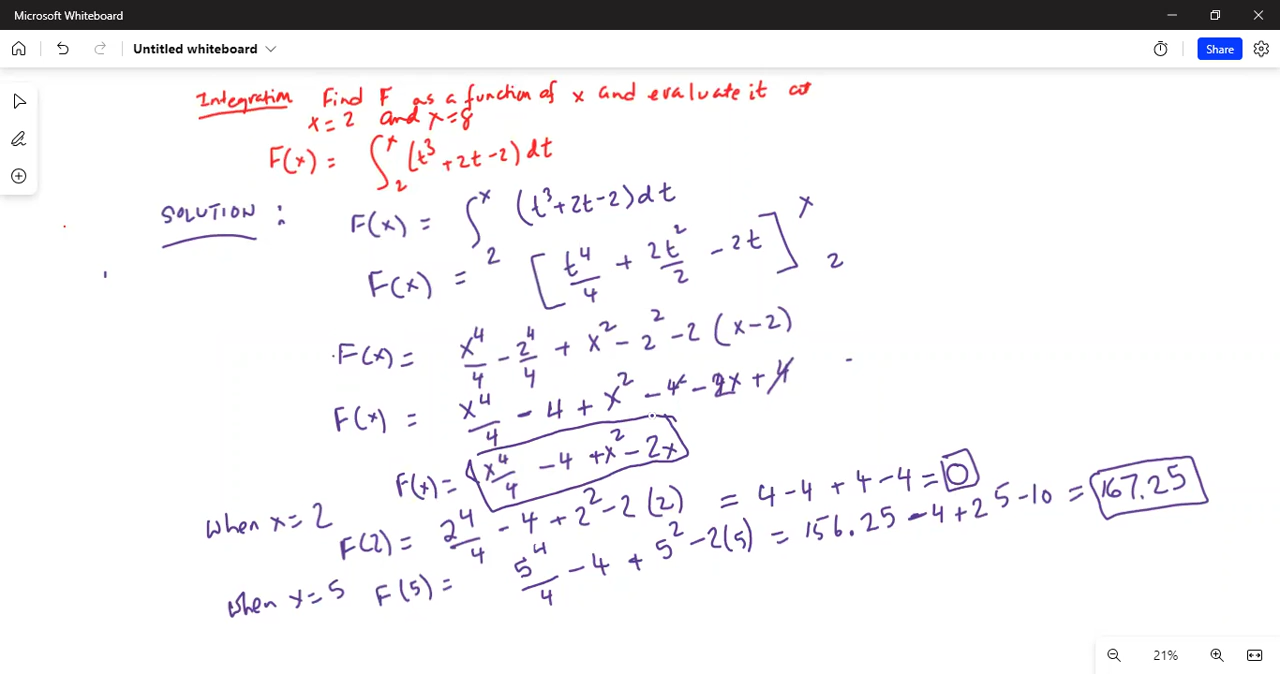 Microsoft Whiteboard
Untitled whiteboard
Share
Integration Find F as a function of x and evaluate it at
x = 2 and x = 8
F(x) = ∫₂ˣ (t³ + 2t - 2) dt
SOLUTION : F(x) = ∫₂ˣ (t³ + 2t - 2) dt
F(x) = [t⁴/4 + 2t²/2 - 2t]₂ˣ
F(x) = x⁴/4 - 2⁴/4 + x² - 2² - 2 (x - 2)
F(x) = x⁴/4 - 4 + x² - 4 - 2x + 4
F(x) = x⁴/4 - 4 + x² - 2x
when x = 2 F(2) = 2⁴/4 - 4 + 2² - 2 (2) = 4 - 4 + 4 - 4 = 0
when x = 5 F(5) = 5⁴/4 - 4 + 5² - 2(5) = 156.25 - 4 + 25 - 10 = 167.25
21%